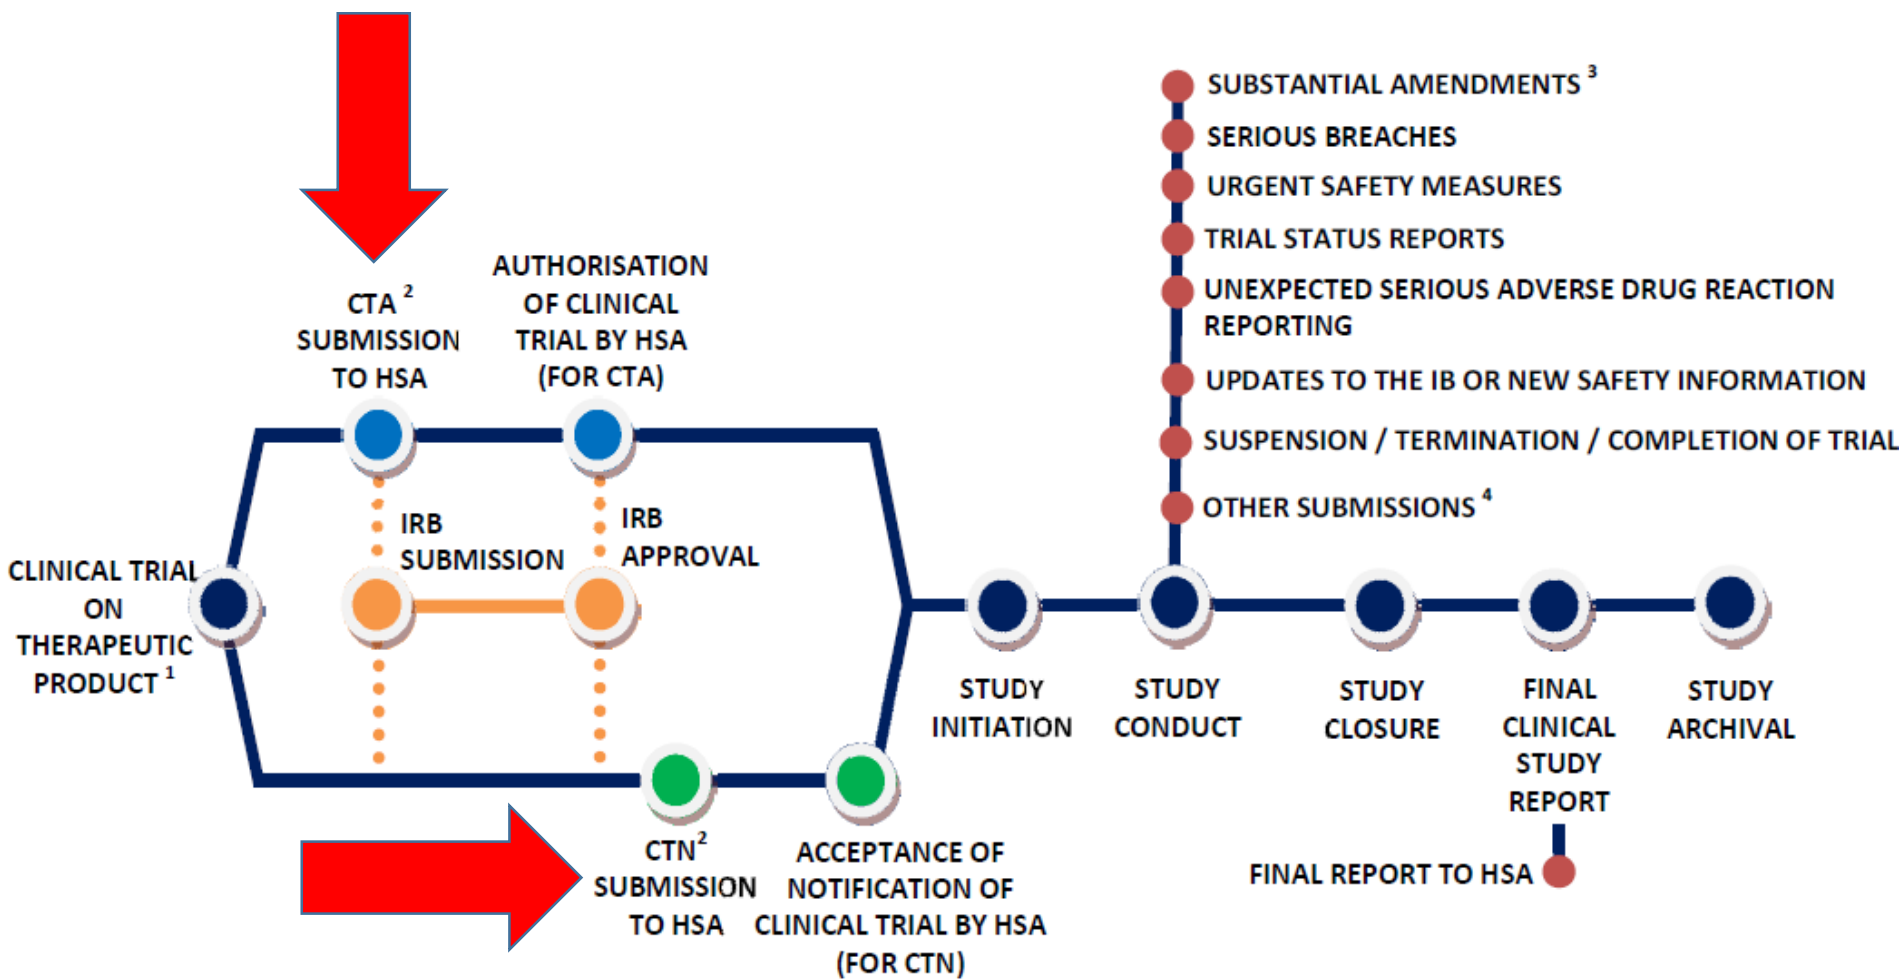 CTA 2
SUBMISSION
TO HSA
AUTHORISATION
OF CLINICAL
TRIAL BY HSA
(FOR CTA)
IRB
SUBMISSION
IRB
APPROVAL
CLINICAL TRIAL
ON
THERAPEUTIC
PRODUCT 1
CTN2
SUBMISSION
TO HSA
ACCEPTANCE OF
NOTIFICATION OF
CLINICAL TRIAL BY HSA
(FOR CTN)
SUBSTANTIAL AMENDMENTS 3
SERIOUS BREACHES
URGENT SAFETY MEASURES
TRIAL STATUS REPORTS
UNEXPECTED SERIOUS ADVERSE DRUG REACTION
REPORTING
UPDATES TO THE IB OR NEW SAFETY INFORMATION
SUSPENSION / TERMINATION / COMPLETION OF TRIAL
OTHER SUBMISSIONS 4
STUDY
INITIATION
STUDY
CONDUCT
STUDY
CLOSURE
FINAL
CLINICAL
STUDY
REPORT
STUDY
ARCHIVAL
FINAL REPORT TO HSA